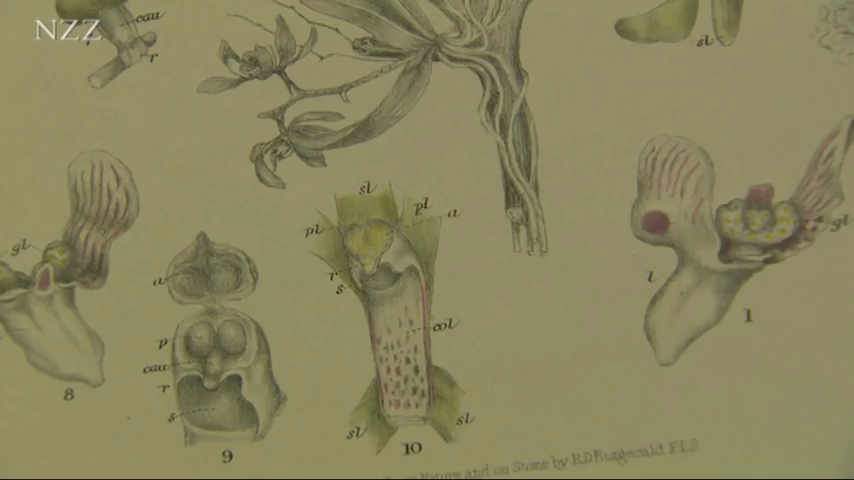 NZZ
cau
r
sl
sl
pl
pl
a
r
s
col
sl
sl
10
gl
8
a
p
cau
r
s
9
gl
l
1
Nature and on Stone by R.D. Fitzgerald F.L.S.